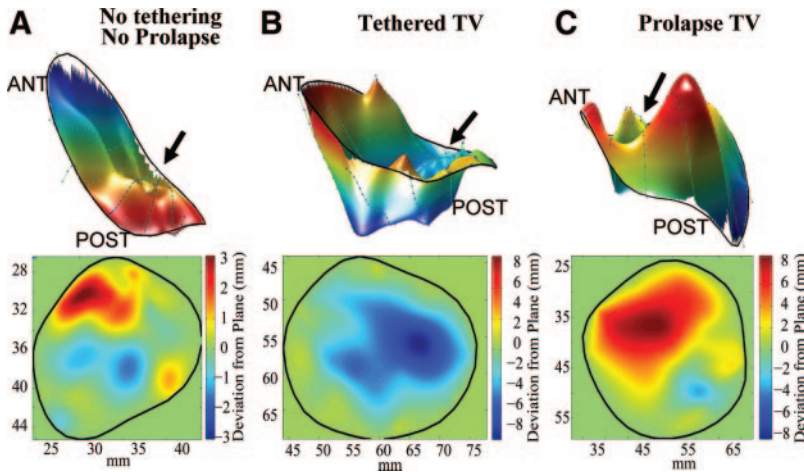 A
No tethering
No Prolapse
B
Tethered TV
C
Prolapse TV
ANT
POST
ANT
POST
ANT
POST
28
32
36
39
44
23 25 30 35 40
mm
3
2
1
0
−1
−2
−3
Deviation from Plane (mm)
45
50
55
60
65
45 50 55 60 65 70 75
mm
8
6
4
2
0
−2
−4
−6
−8
Deviation from Plane (mm)
25
35
45
55
35 45 55 65
mm
8
6
4
2
0
−2
−4
−6
−8
Deviation from Plane (mm)